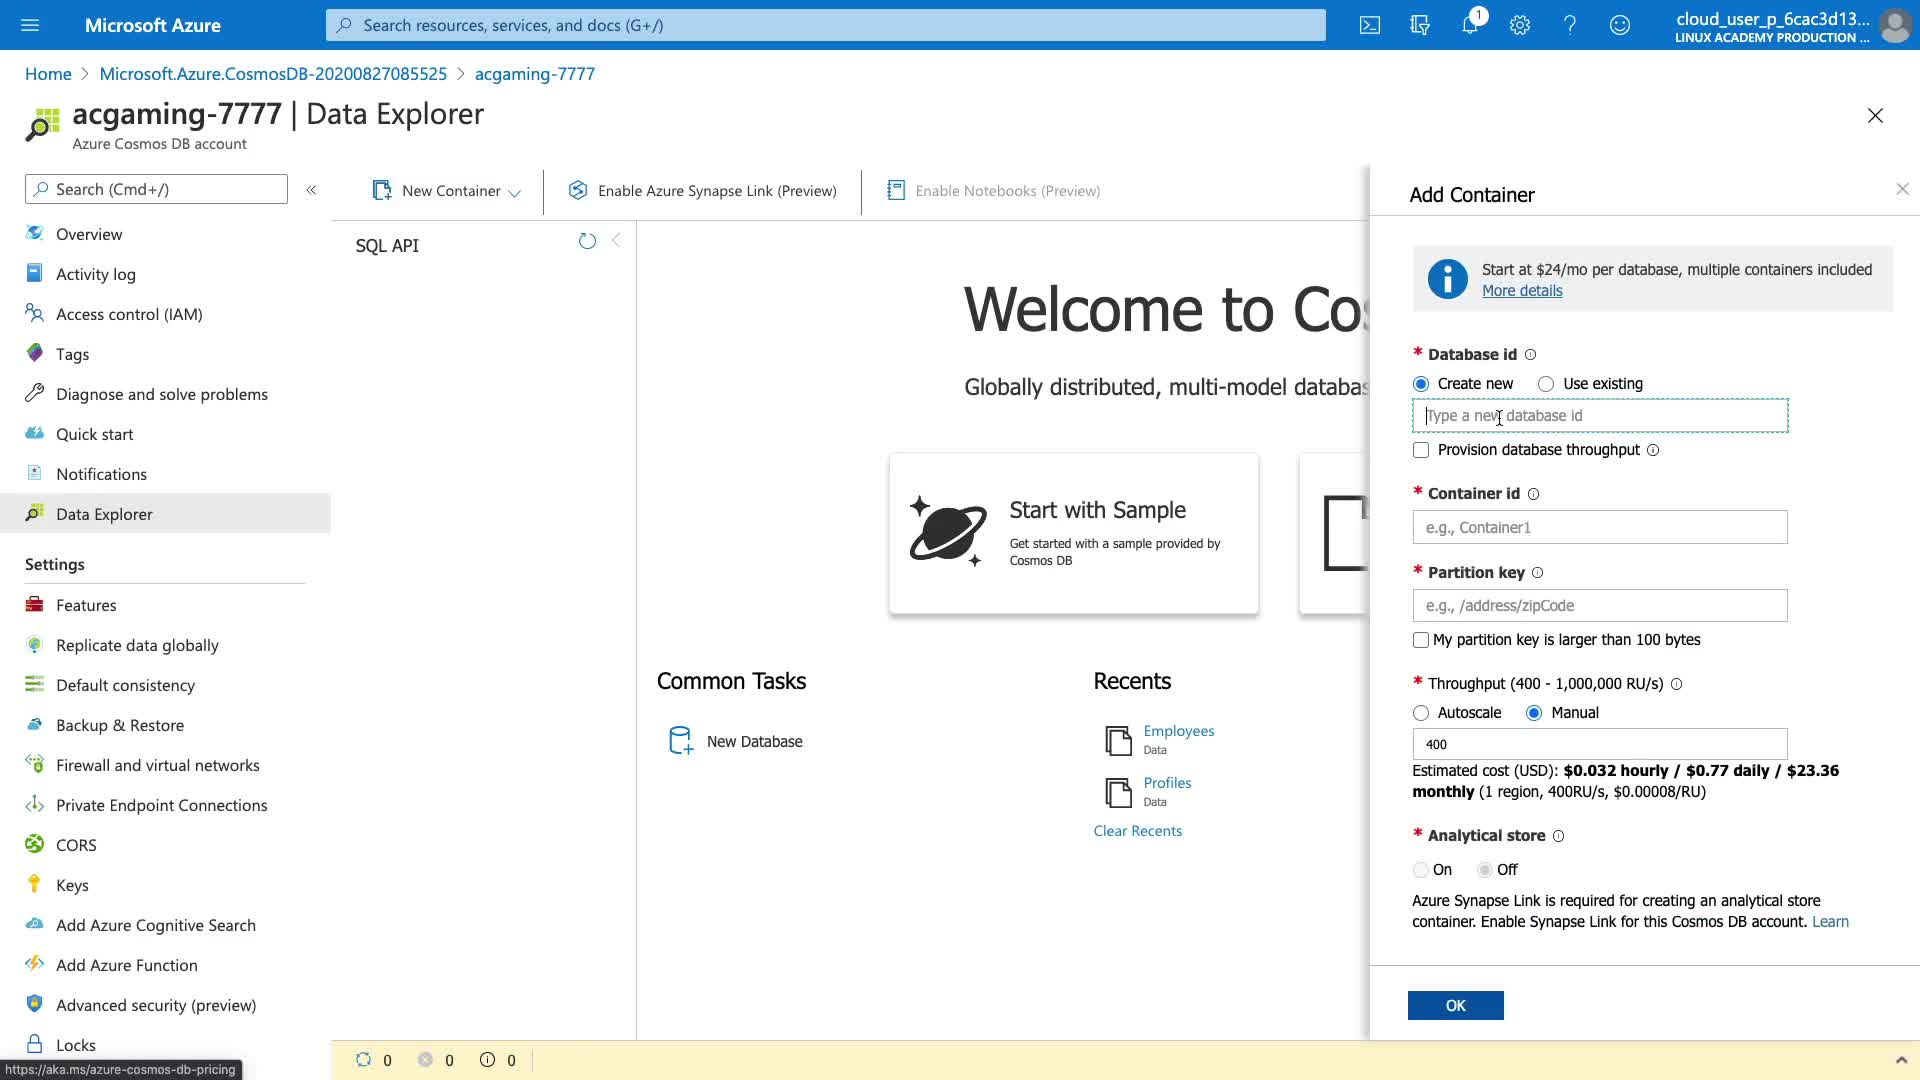 Microsoft Azure
Search resources, services, and docs (G+/)
1
cloud_user_p_6cac3d13...
LINUX ACADEMY PRODUCTION ...
Home > Microsoft.Azure.CosmosDB-20200827085525 > acgaming-7777
acgaming-7777 | Data Explorer
Azure Cosmos DB account
Search (Cmd+/)
«
Overview
Activity log
Access control (IAM)
Tags
Diagnose and solve problems
Quick start
Notifications
Data Explorer
Settings
Features
Replicate data globally
Default consistency
Backup & Restore
Firewall and virtual networks
Private Endpoint Connections
CORS
Keys
Add Azure Cognitive Search
Add Azure Function
Advanced security (preview)
Locks
https://aka.ms/azure-cosmos-db-pricing
New Container
Enable Azure Synapse Link (Preview)
Enable Notebooks (Preview)
SQL API
Welcome to Cos
Globally distributed, multi-model databas
Start with Sample
Get started with a sample provided by
Cosmos DB
Common Tasks
New Database
Recents
Employees
Data
Profiles
Data
Clear Recents
0 0 0
Add Container
Start at $24/mo per database, multiple containers included
More details
* Database id
Create new
Use existing
Type a new database id
Provision database throughput
* Container id
e.g., Container1
* Partition key
e.g., /address/zipCode
My partition key is larger than 100 bytes
* Throughput (400 - 1,000,000 RU/s)
Autoscale
Manual
400
Estimated cost (USD): $0.032 hourly / $0.77 daily / $23.36
monthly (1 region, 400RU/s, $0.00008/RU)
* Analytical store
On
Off
Azure Synapse Link is required for creating an analytical store
container. Enable Synapse Link for this Cosmos DB account. Learn
OK